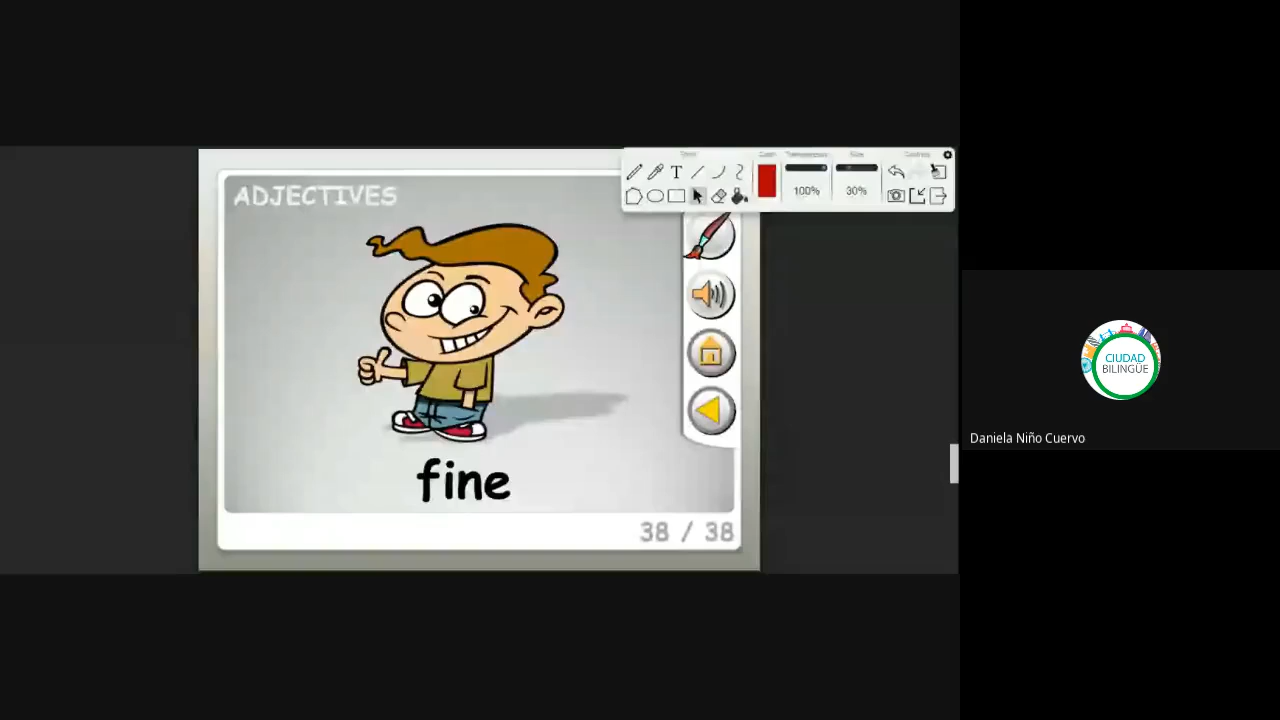 ADJECTIVES
100%
30%
fine
38 / 38
CIUDAD
BILINGÜE
Daniela Niño Cuervo